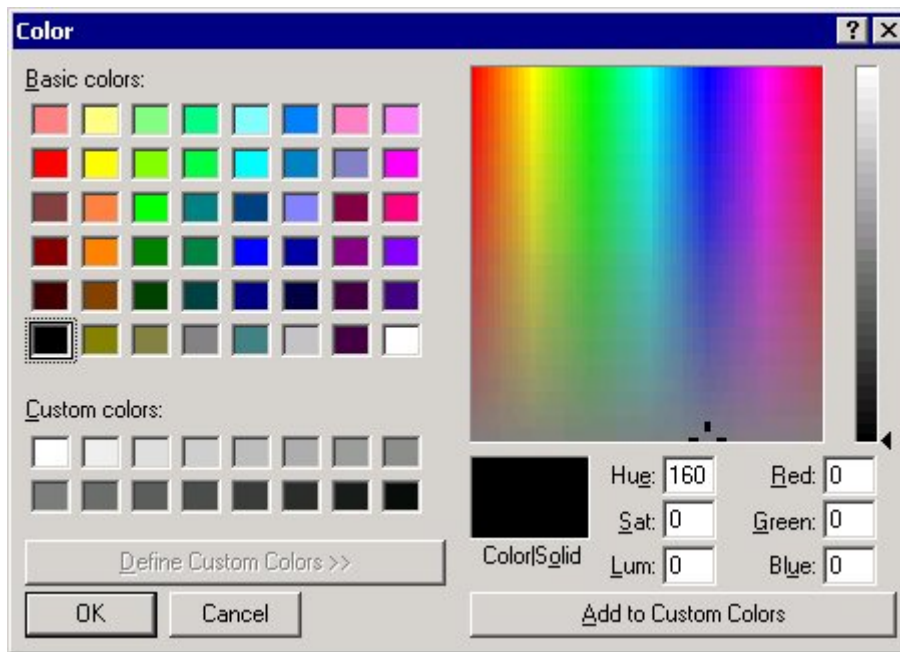 Color
Basic colors:
Custom colors:
Define Custom Colors >>
OK Cancel
Color|Solid
Hue: 160 Red: 0
Sat: 0 Green: 0
Lum: 0 Blue: 0
Add to Custom Colors